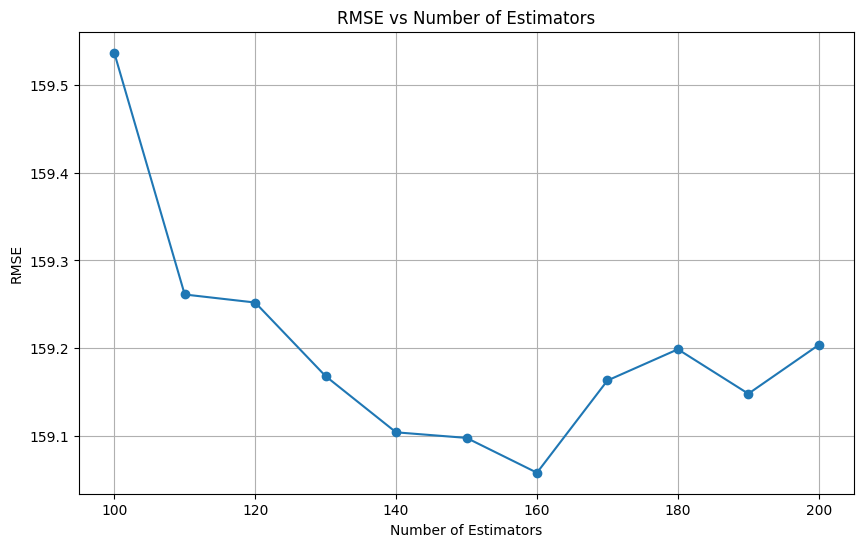 RMSE vs Number of Estimators
159.5
159.4
159.3
159.2
159.1
RMSE
100 120 140 160 180 200
Number of Estimators